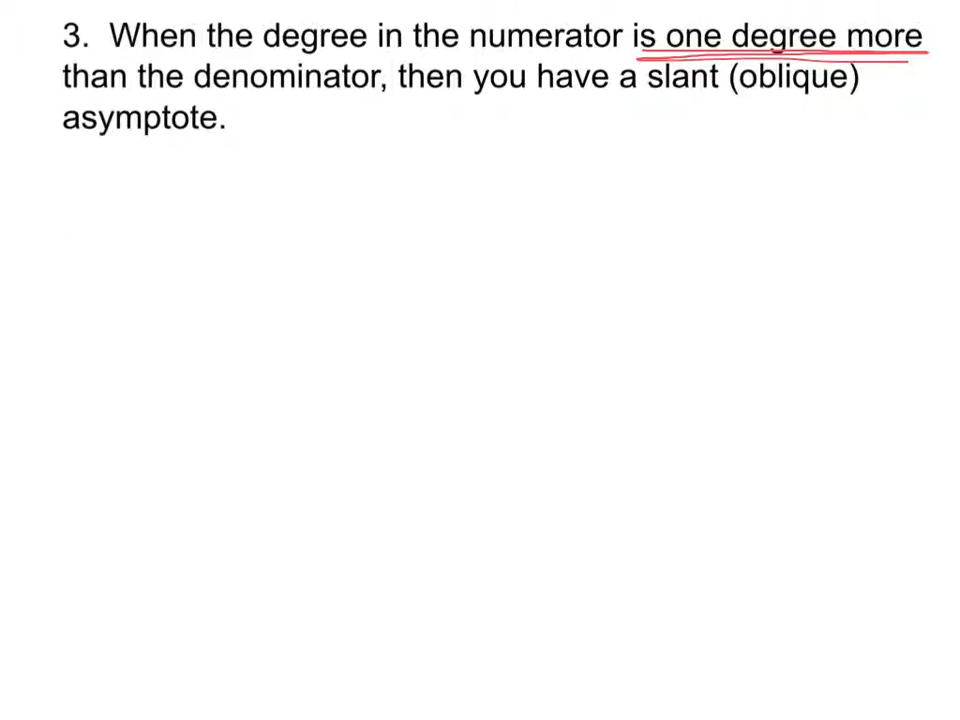 3. When the degree in the numerator is one degree more
than the denominator, then you have a slant (oblique)
asymptote.